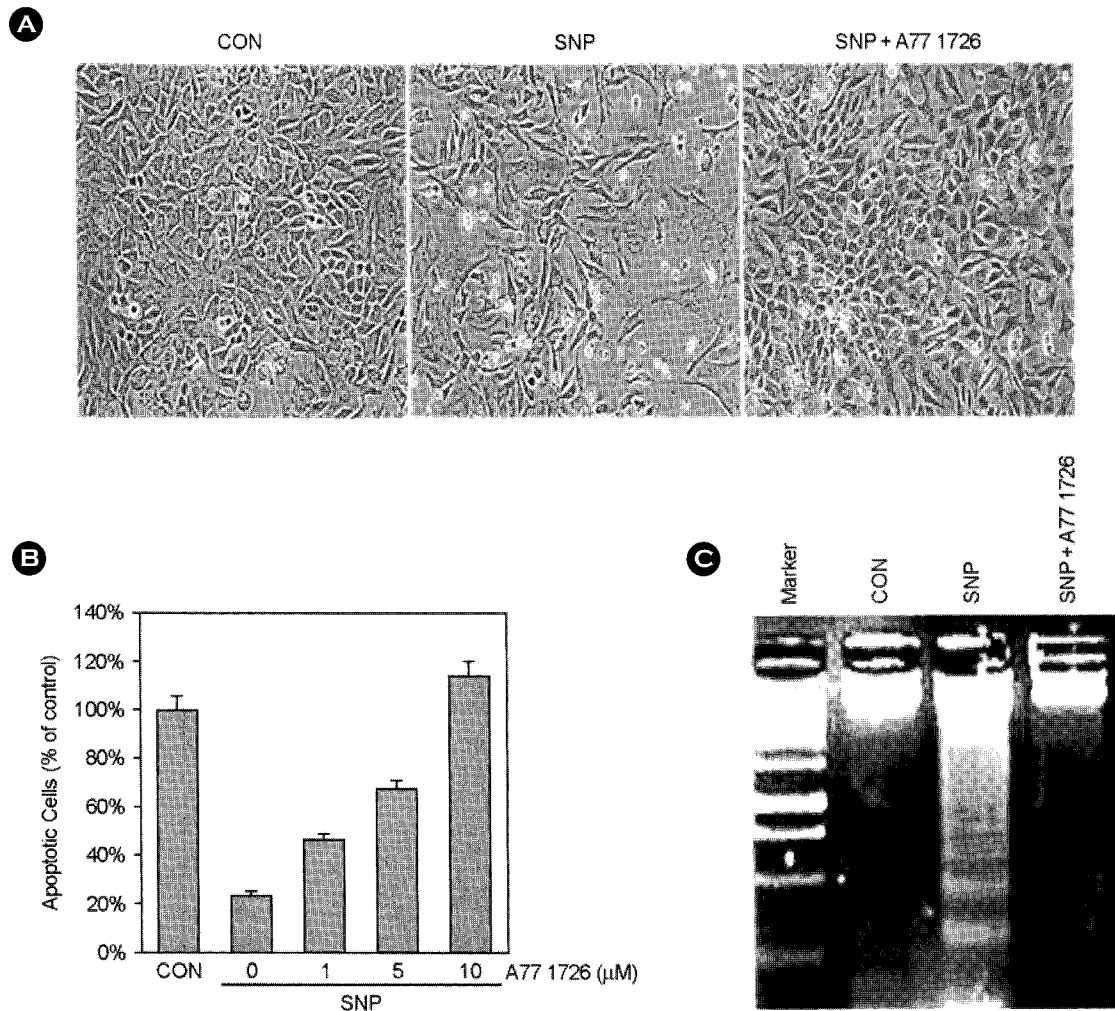 A
CON SNP SNP + A77 1726
B
Apoptotic Cells (% of control)
140%
120%
100%
80%
60%
40%
20%
0%
CON 0 1 5 10 A77 1726 (μM)
SNP
C
Marker
CON
SNP
SNP + A77 1726